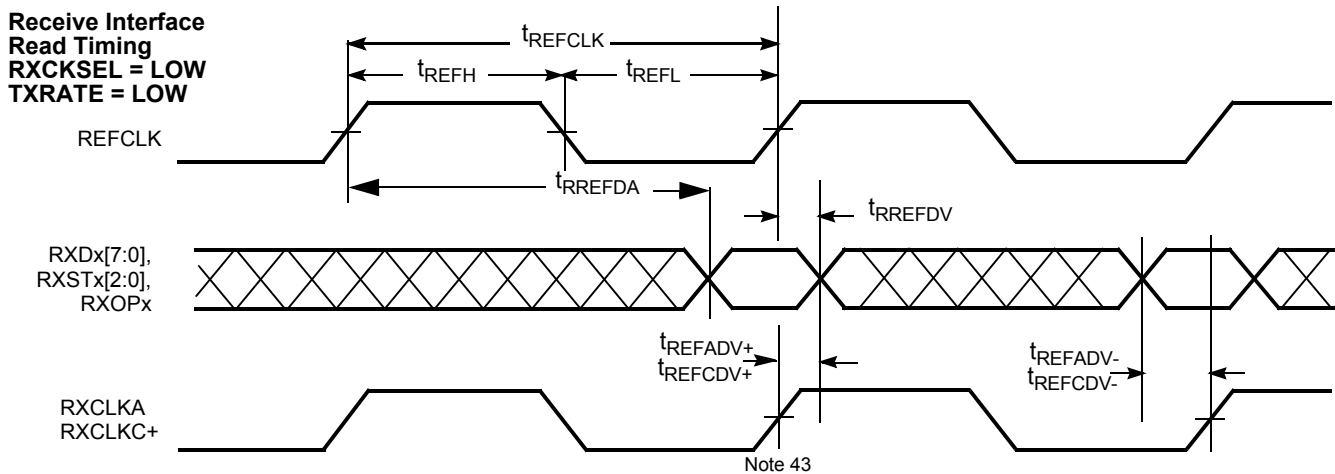 Receive Interface
Read Timing
RXCKSEL = LOW
TXRATE = LOW
tREFCLK
tREFH
tREFL
REFCLK
tRREFDA
tRREFDV
RXDx[7:0],
RXSTx[2:0],
RXOPx
tREFADV+
tREFCDV+
tREFADV-
tREFCDV-
RXCLKA
RXCLKC+
Note 43